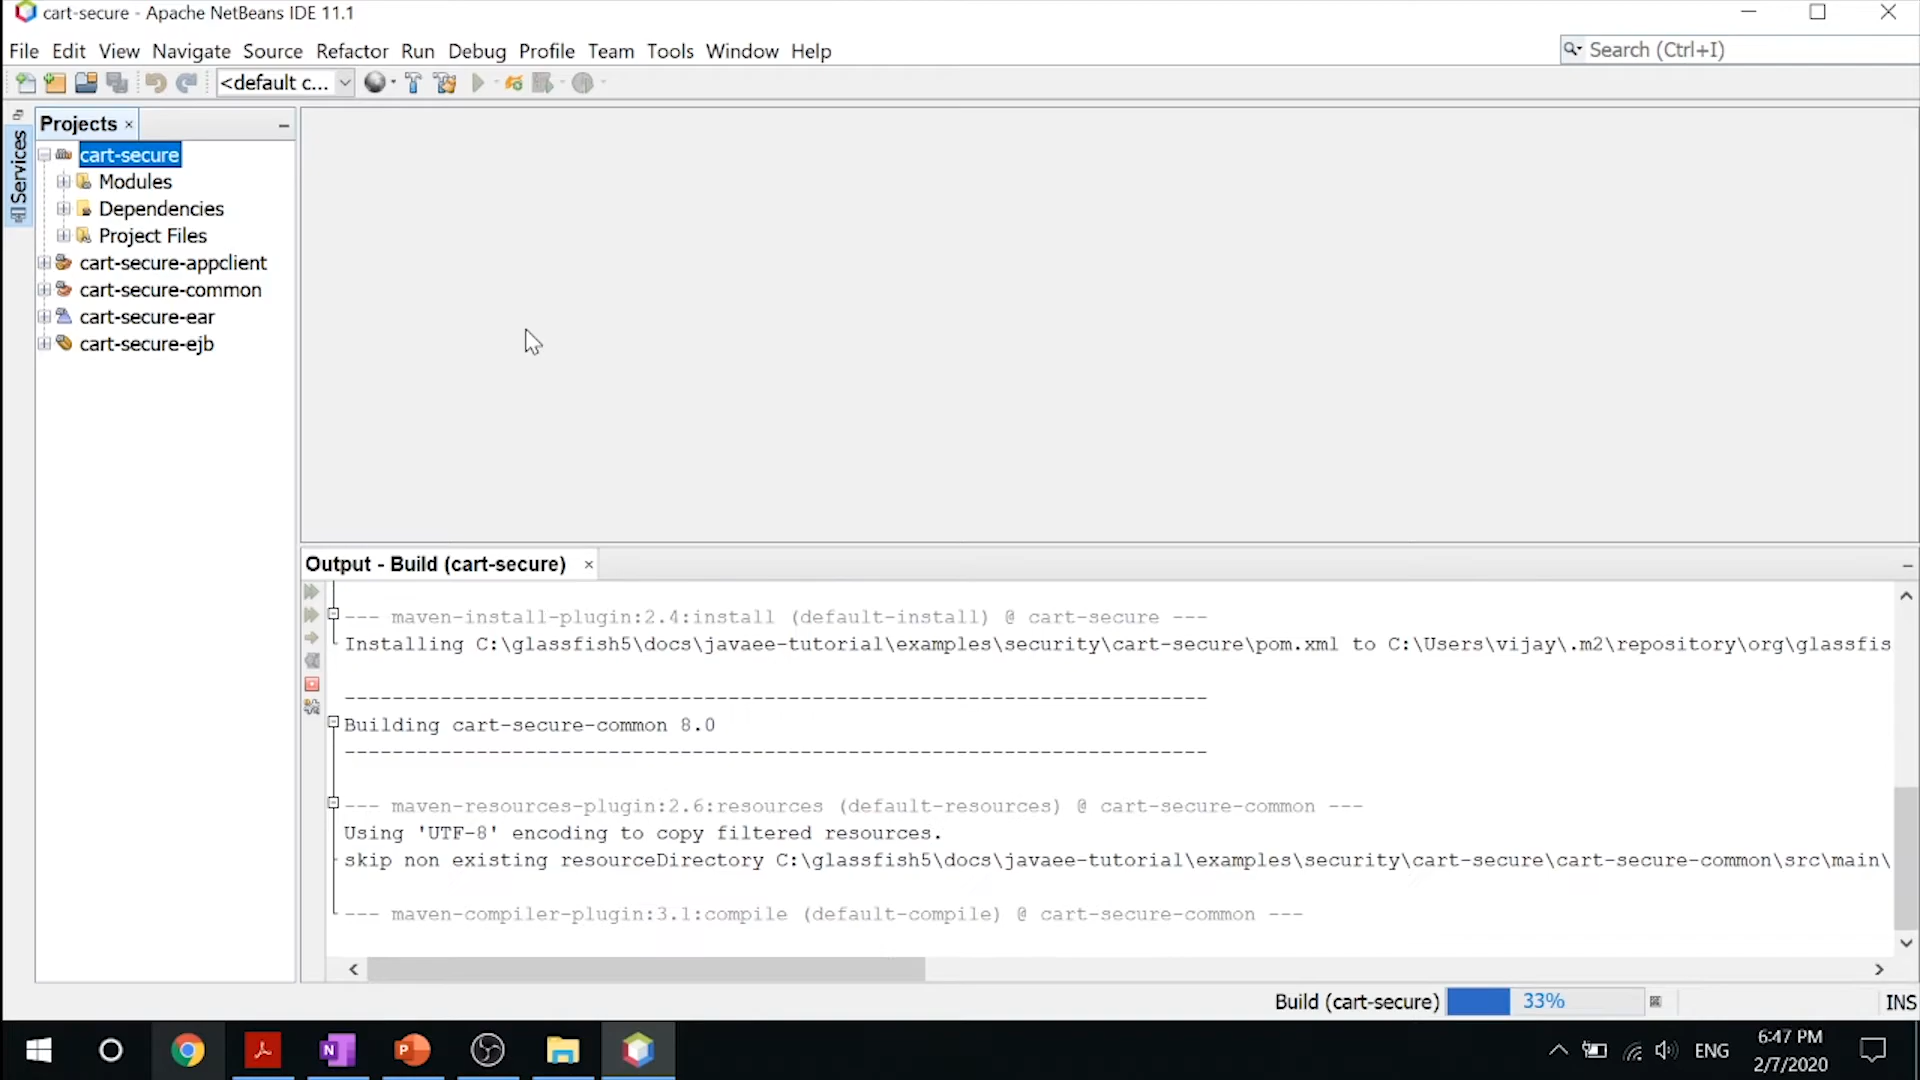 cart-secure - Apache NetBeans IDE 11.1
File Edit View Navigate Source Refactor Run Debug Profile Team Tools Window Help
Search (Ctrl+I)
<default c...
Services
Projects
cart-secure
Modules
Dependencies
Project Files
cart-secure-appclient
cart-secure-common
cart-secure-ear
cart-secure-ejb
Output - Build (cart-secure)
--- maven-install-plugin:2.4:install (default-install) @ cart-secure ---
Installing C:\glassfish5\docs\javaee-tutorial\examples\security\cart-secure\pom.xml to C:\Users\vijay\.m2\repository\org\glassfis
------------------------------------------------------------------------
Building cart-secure-common 8.0
------------------------------------------------------------------------
--- maven-resources-plugin:2.6:resources (default-resources) @ cart-secure-common ---
Using 'UTF-8' encoding to copy filtered resources.
skip non existing resourceDirectory C:\glassfish5\docs\javaee-tutorial\examples\security\cart-secure\cart-secure-common\src\main\
--- maven-compiler-plugin:3.1:compile (default-compile) @ cart-secure-common ---
Build (cart-secure) 33%
INS
ENG
6:47 PM
2/7/2020